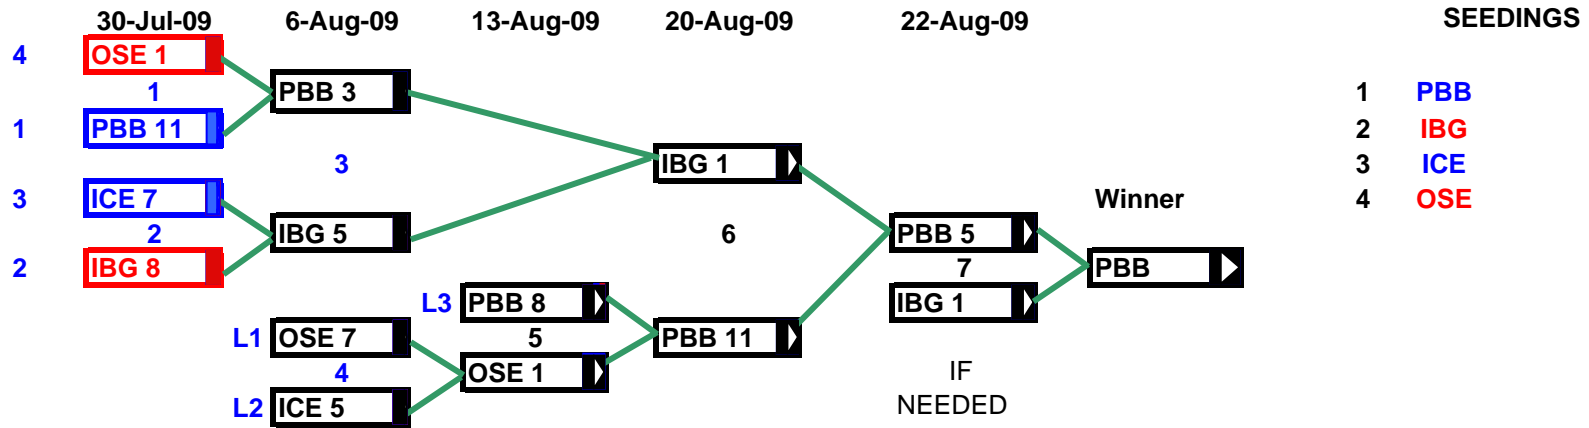 30-Jul-09 6-Aug-09 13-Aug-09 20-Aug-09 22-Aug-09 SEEDINGS
4 OSE 1
1 PBB 3 1 PBB
1 PBB 11 2 IBG
3 IBG 1 3 ICE
3 ICE 7 Winner 4 OSE
2 IBG 5 6 PBB 5
2 IBG 8 7 PBB
L3 PBB 8 IBG 1
L1 OSE 7 5 PBB 11
4 OSE 1 IF
L2 ICE 5 NEEDED